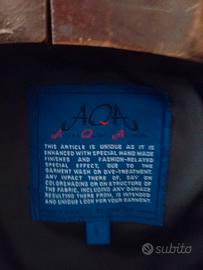 AQA
A Q A
THIS ARTICLE IS UNIQUE AS IT IS
ENHANCED WITH SPECIAL HAND MADE
FINISHES AND FASHION-RELATED
SPECIAL EFFECT, DUE TO THE
GARMENT WASH OR DYE-TREATMENT.
ANY IMPACT THERE OF, SAY ON
COLORSHADING OR ON STRUCTURE OF
THE FABRIC, INCLUDING ANY DAMAG
RESULTING THERE FROM, IS INTENDED
AND UNIQUE LOOK FOR YOUR GARMENT.
L
subito